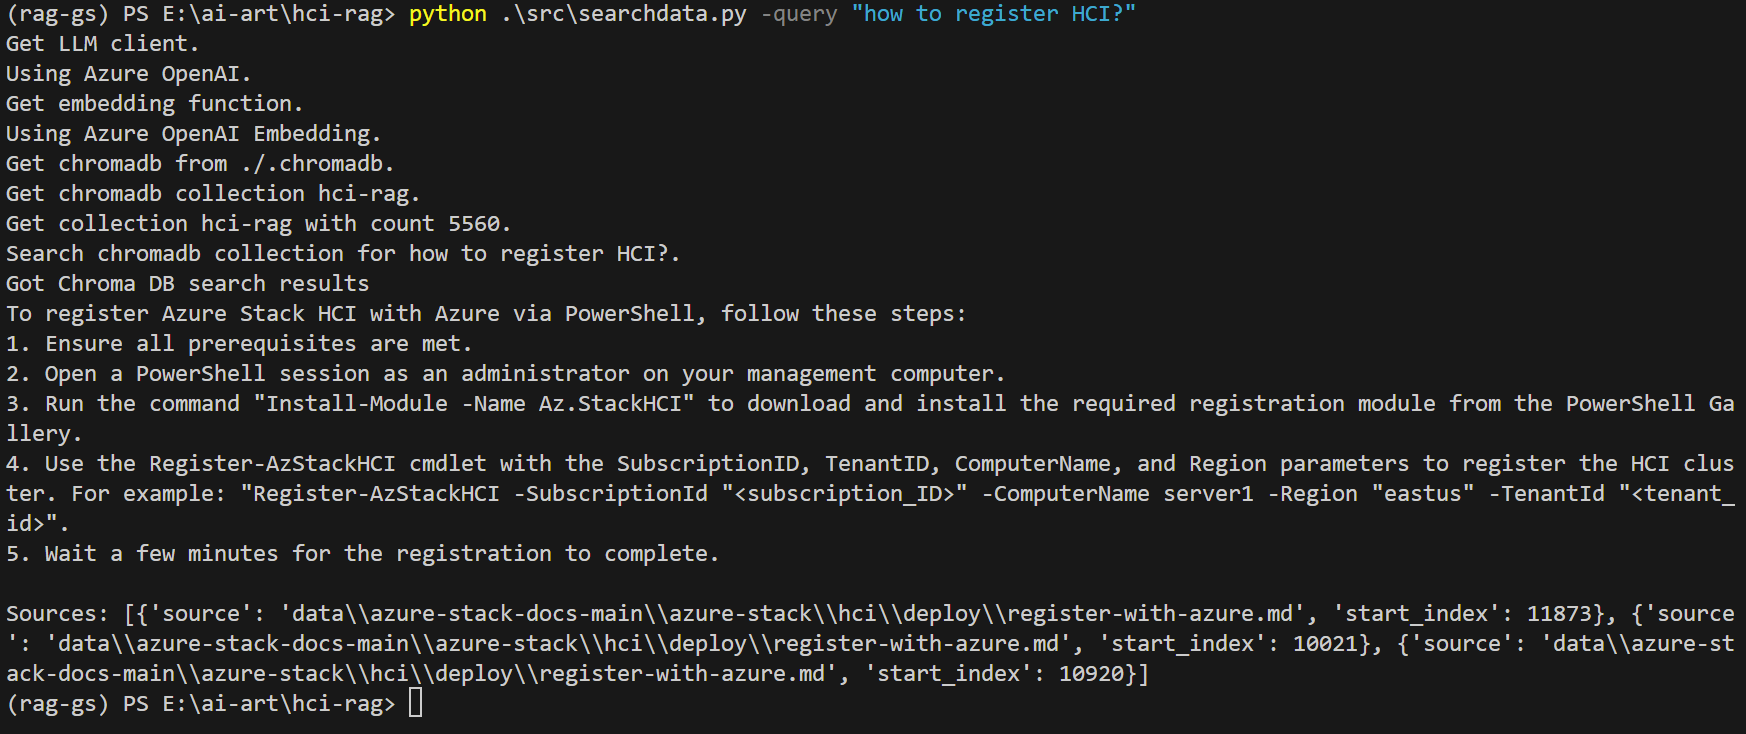 (rag-gs) PS E:\ai-art\hci-rag> python .\src\searchdata.py -query "how to register HCI?"
Get LLM client.
Using Azure OpenAI.
Get embedding function.
Using Azure OpenAI Embedding.
Get chromadb from ./.chromadb.
Get chromadb collection hci-rag.
Get collection hci-rag with count 5560.
Search chromadb collection for how to register HCI?.
Got Chroma DB search results
To register Azure Stack HCI with Azure via PowerShell, follow these steps:
1. Ensure all prerequisites are met.
2. Open a PowerShell session as an administrator on your management computer.
3. Run the command "Install-Module -Name Az.StackHCI" to download and install the required registration module from the PowerShell Ga
llery.
4. Use the Register-AzStackHCI cmdlet with the SubscriptionID, TenantID, ComputerName, and Region parameters to register the HCI clus
ter. For example: "Register-AzStackHCI -SubscriptionId "<subscription_ID>" -ComputerName server1 -Region "eastus" -TenantId "<tenant_
id>".
5. Wait a few minutes for the registration to complete.

Sources: [{'source': 'data\\azure-stack-docs-main\\azure-stack\\hci\\deploy\\register-with-azure.md', 'start_index': 11873}, {'source
': 'data\\azure-stack-docs-main\\azure-stack\\hci\\deploy\\register-with-azure.md', 'start_index': 10021}, {'source': 'data\\azure-st
ack-docs-main\\azure-stack\\hci\\deploy\\register-with-azure.md', 'start_index': 10920}]
(rag-gs) PS E:\ai-art\hci-rag>